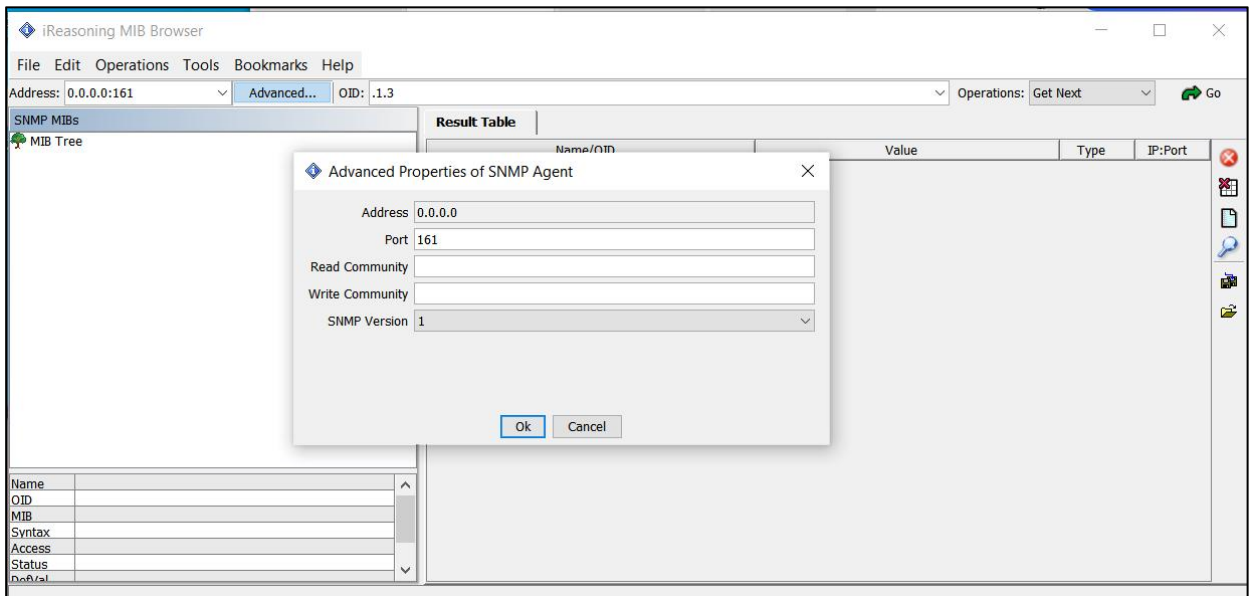 iReasoning MIB Browser
File Edit Operations Tools Bookmarks Help
Address: 0.0.0.0:161 Advanced... OID: .1.3 Operations: Get Next Go
SNMP MIBs
MIB Tree
Result Table
Name/OID Value Type IP:Port
Advanced Properties of SNMP Agent
Address 0.0.0.0
Port 161
Read Community
Write Community
SNMP Version 1
Ok Cancel
Name
OID
MIB
Syntax
Access
Status
DefVal